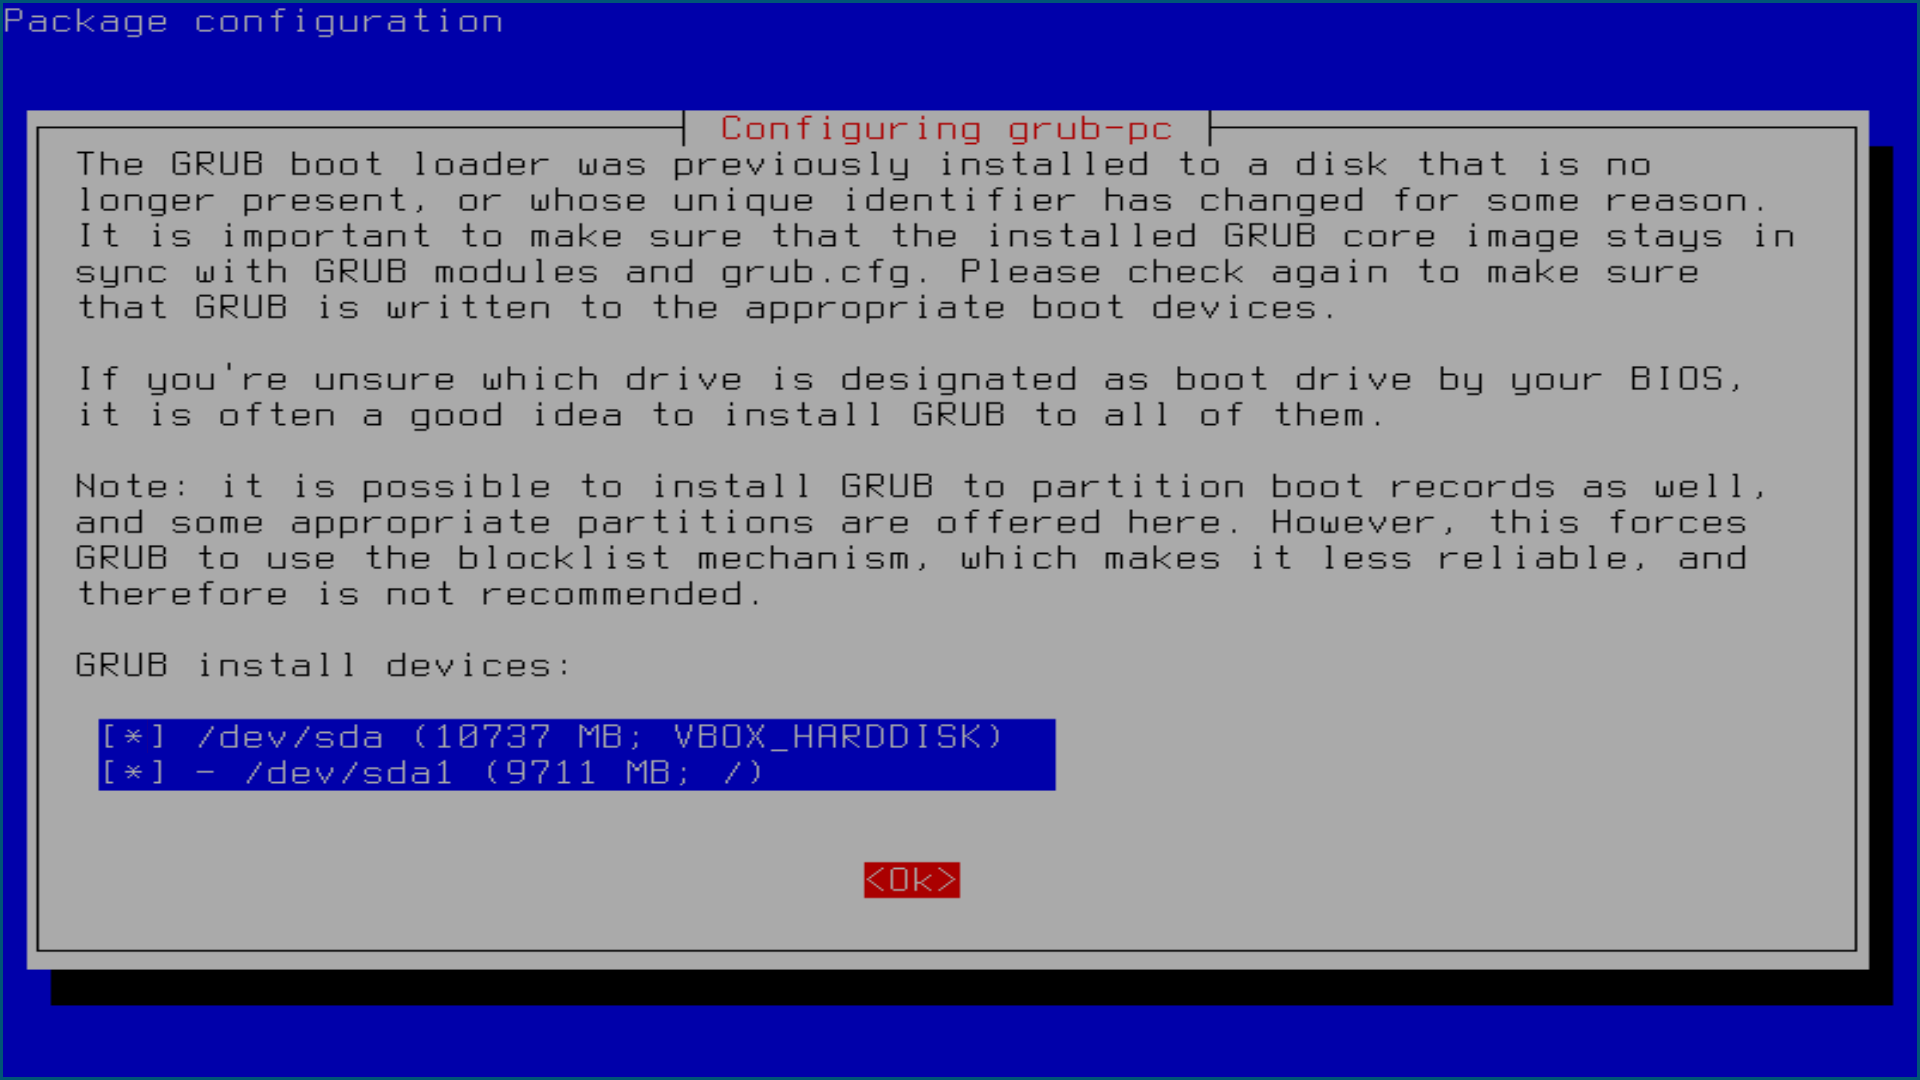 Package configuration
Configuring grub-pc
The GRUB boot loader was previously installed to a disk that is no
longer present, or whose unique identifier has changed for some reason.
It is important to make sure that the installed GRUB core image stays in
sync with GRUB modules and grub.cfg. Please check again to make sure
that GRUB is written to the appropriate boot devices.
If you're unsure which drive is designated as boot drive by your BIOS,
it is often a good idea to install GRUB to all of them.
Note: it is possible to install GRUB to partition boot records as well,
and some appropriate partitions are offered here. However, this forces
GRUB to use the blocklist mechanism, which makes it less reliable, and
therefore is not recommended.
GRUB install devices:
[*] /dev/sda (10737 MB; VBOX_HARDDISK)
[*] - /dev/sda1 (9711 MB; /)
<Ok>